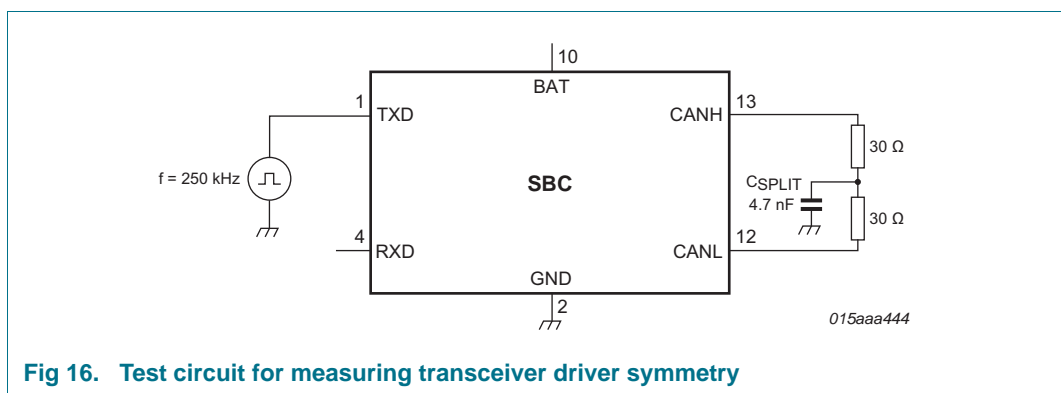 10
BAT
1
TXD
CANH
13
30 Ω
f = 250 kHz
SBC
CSPLIT
4.7 nF
30 Ω
4
RXD
CANL
12
GND
2
015aaa444
Fig 16. Test circuit for measuring transceiver driver symmetry